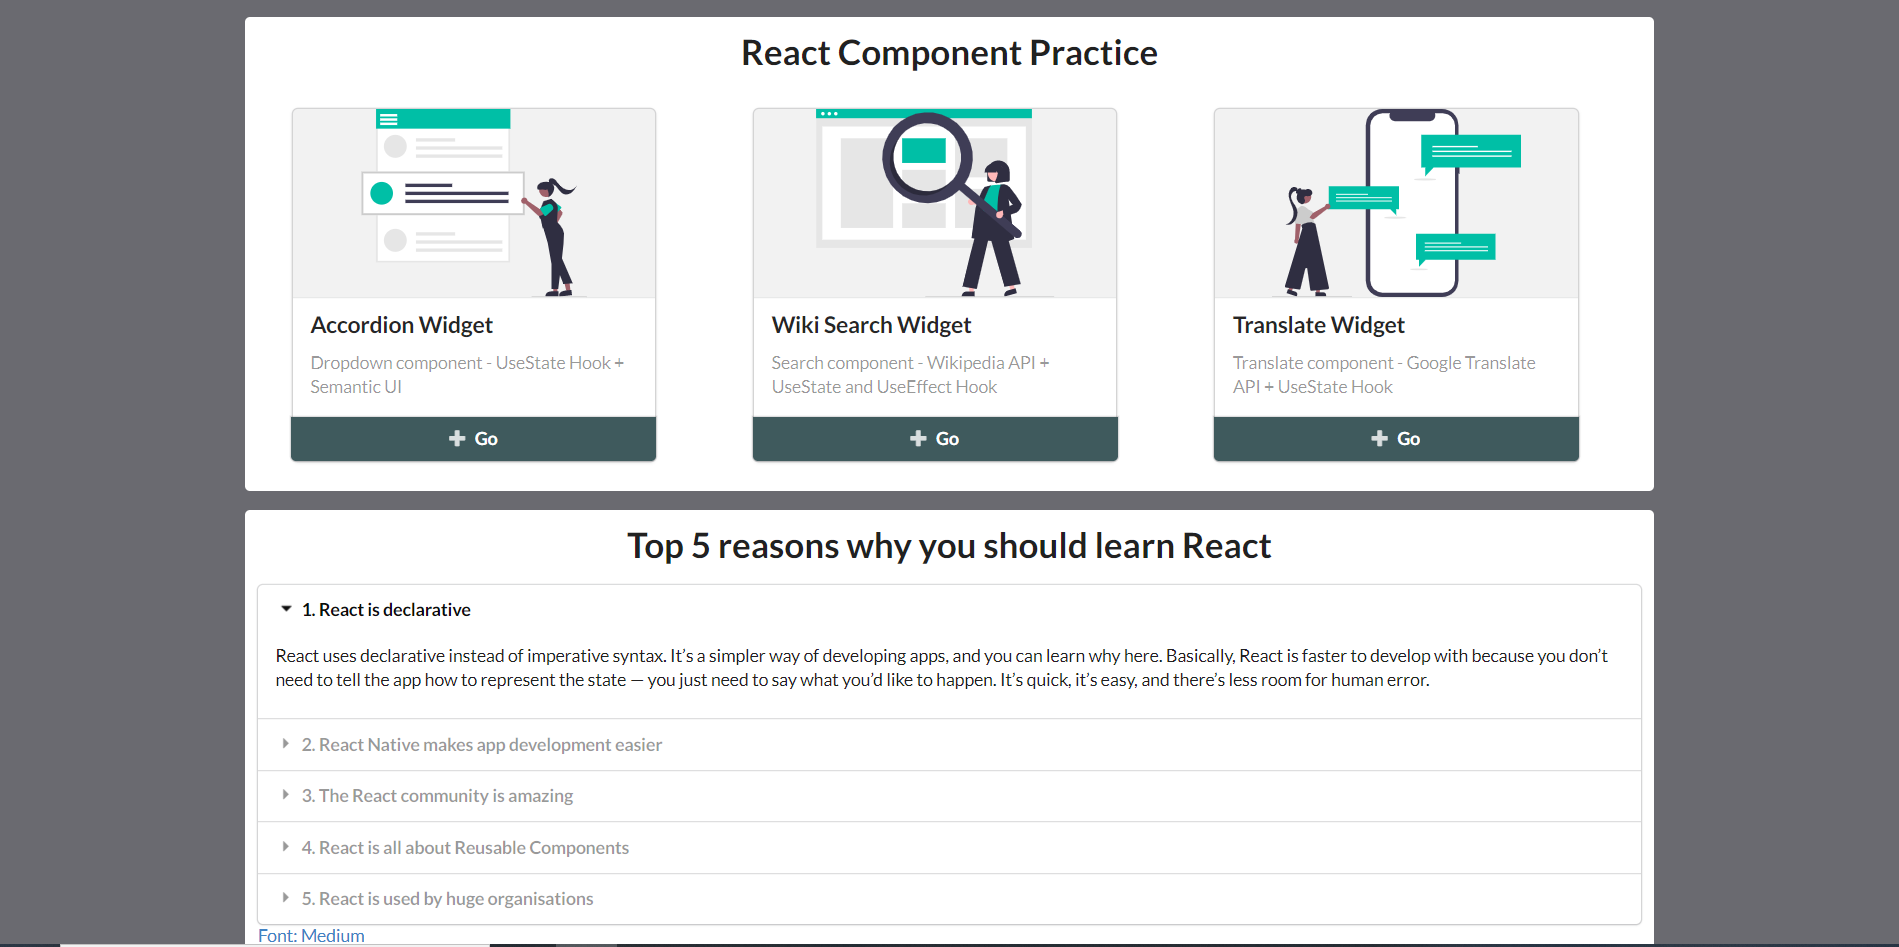 React Component Practice
Accordion Widget
Dropdown component - UseState Hook +
Semantic UI
Go
Wiki Search Widget
Search component - Wikipedia API +
UseState and UseEffect Hook
Go
Translate Widget
Translate component - Google Translate
API + UseState Hook
Go
Top 5 reasons why you should learn React
1. React is declarative
React uses declarative instead of imperative syntax. It’s a simpler way of developing apps, and you can learn why here. Basically, React is faster to develop with because you don’t
need to tell the app how to represent the state — you just need to say what you’d like to happen. It’s quick, it’s easy, and there’s less room for human error.
2. React Native makes app development easier
3. The React community is amazing
4. React is all about Reusable Components
5. React is used by huge organisations
Font: Medium